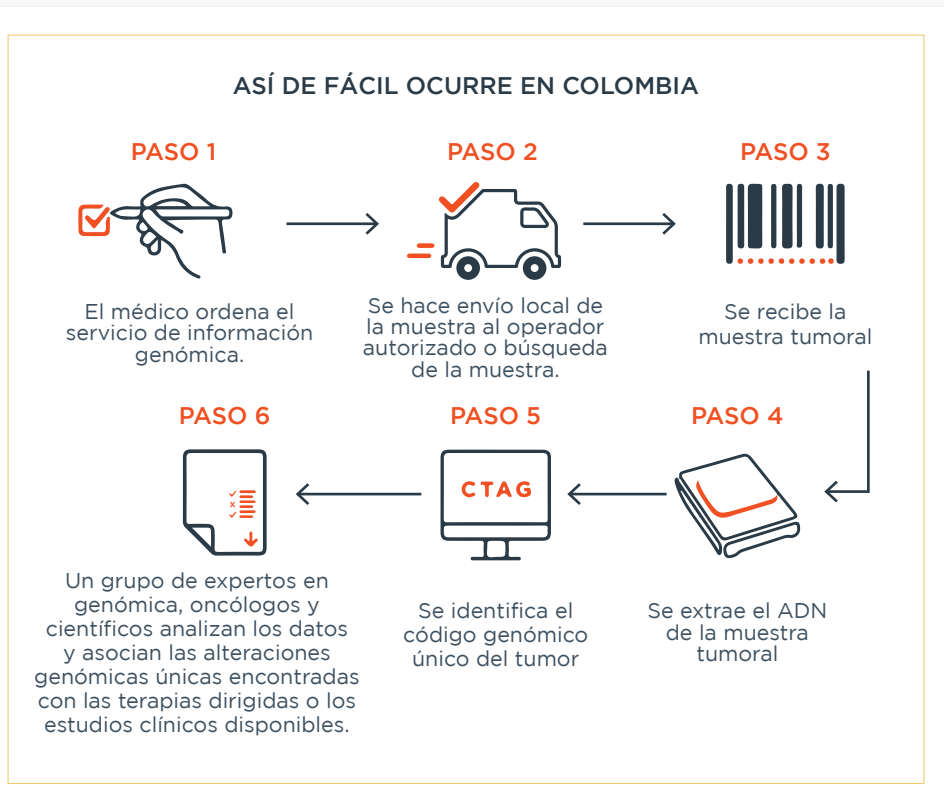 ASÍ DE FÁCIL OCURRE EN COLOMBIA
PASO 1
El médico ordena el
servicio de información
genómica.
PASO 2
Se hace envío local de
la muestra al operador
autorizado o búsqueda
de la muestra.
PASO 3
Se recibe la
muestra tumoral
PASO 4
Se extrae el ADN
de la muestra
tumoral
PASO 5
CTAG
Se identifica el
código genómico
único del tumor
PASO 6
Un grupo de expertos en
genómica, oncólogos y
científicos analizan los datos
y asocian las alteraciones
genómicas únicas encontradas
con las terapias dirigidas o los
estudios clínicos disponibles.